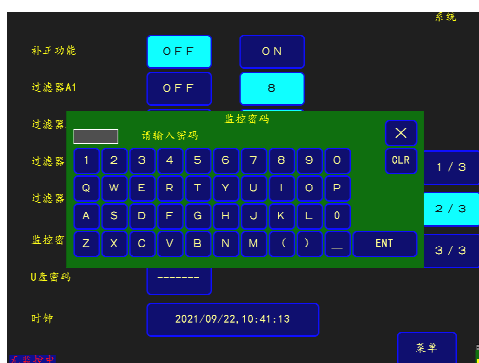 系统
补正功能 OFF ON
过滤器A1 OFF 8
过滤器
监控密码
请输入密码 X
1 2 3 4 5 6 7 8 9 0 CLR
过滤器 1/3
Q W E R T Y U I O P
过滤器 2/3
A S D F G H J K L 0
监控密 Z X C V B N M ( ) _ ENT
3/3
U盘密码 -------
时钟 2021/09/22,10:41:13
菜单
监控中